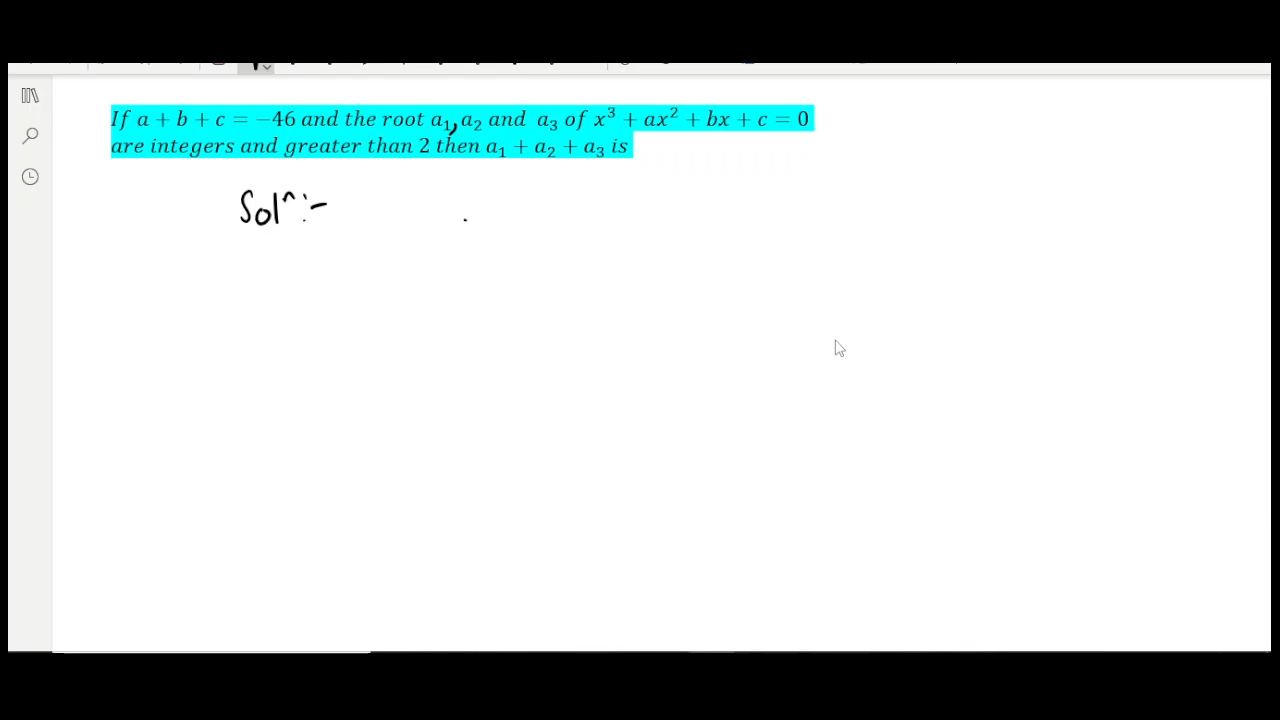 If a + b + c = −46 and the root a₁, a₂ and a₃ of x³ + ax² + bx + c = 0
are integers and greater than 2 then a₁ + a₂ + a₃ is
Solⁿ:-